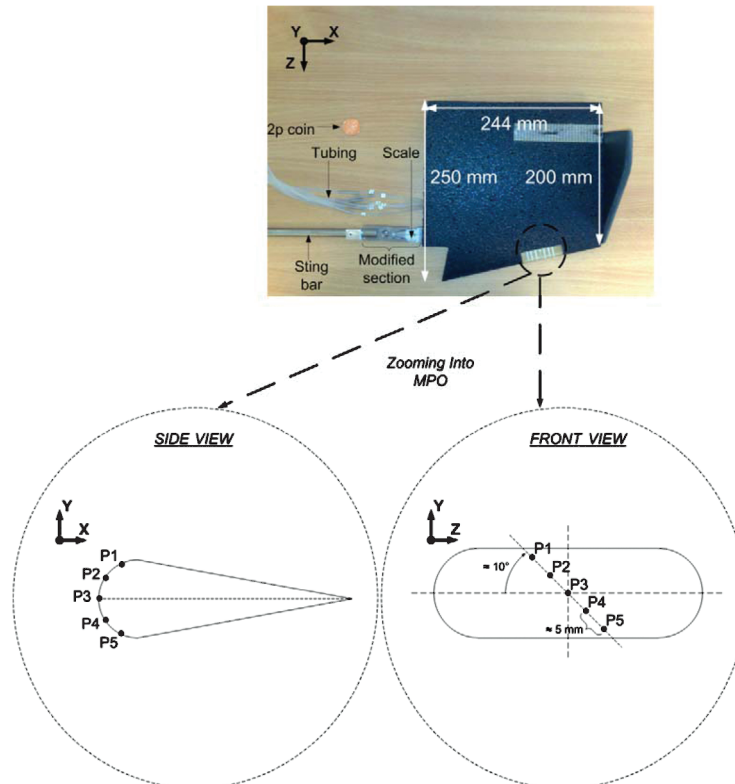 Y
X
Z
244 mm
2p coin
Tubing
Scale
250 mm
200 mm
Sting
bar
Modified
section
Zooming Into
MPO
SIDE VIEW
FRONT VIEW
Y
X
P1
P2
P3
P4
P5
Y
Z
≈ 10°
P1
P2
P3
P4
P5
≈ 5 mm